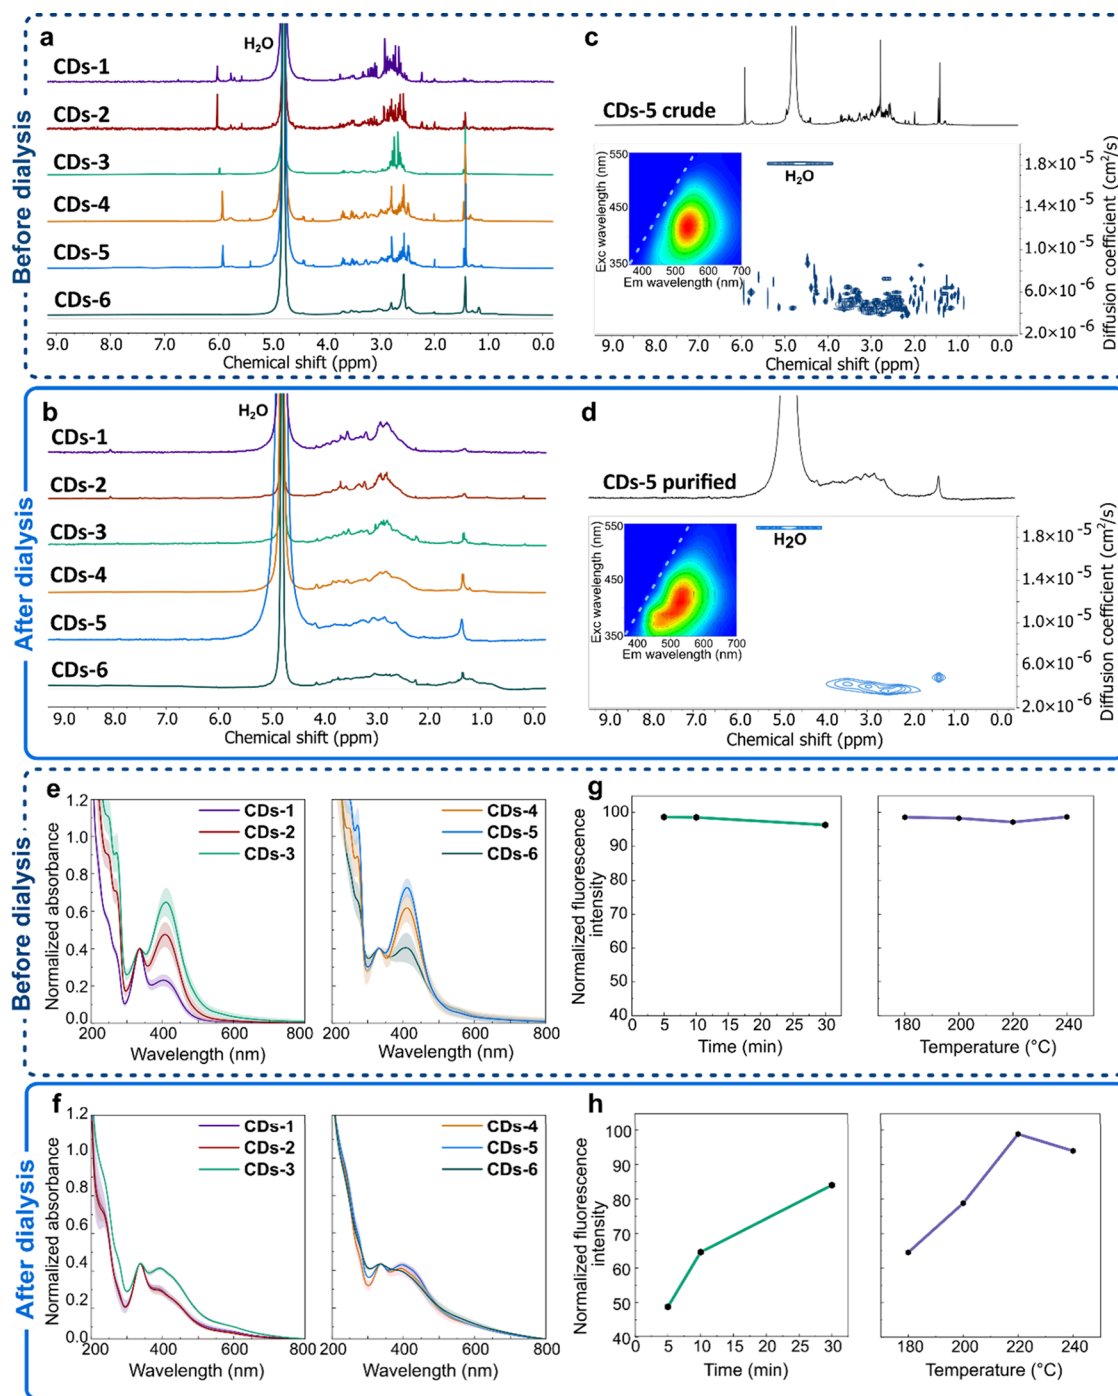 Before dialysis
a
H₂O
CDs-1
CDs-2
CDs-3
CDs-4
CDs-5
CDs-6
9.0 8.0 7.0 6.0 5.0 4.0 3.0 2.0 1.0 0.0
Chemical shift (ppm)
c
CDs-5 crude
Exc wavelength (nm)
550
450
350
400 500 600 700
Em wavelength (nm)
H₂O
1.8×10⁻⁵
1.4×10⁻⁵
1.0×10⁻⁵
6.0×10⁻⁶
2.0×10⁻⁶
Diffusion coefficient (cm²/s)
9.0 8.0 7.0 6.0 5.0 4.0 3.0 2.0 1.0 0.0
Chemical shift (ppm)
After dialysis
b
H₂O
CDs-1
CDs-2
CDs-3
CDs-4
CDs-5
CDs-6
9.0 8.0 7.0 6.0 5.0 4.0 3.0 2.0 1.0 0.0
Chemical shift (ppm)
d
CDs-5 purified
Exc wavelength (nm)
550
450
350
400 500 600 700
Em wavelength (nm)
H₂O
1.8×10⁻⁵
1.4×10⁻⁵
1.0×10⁻⁵
6.0×10⁻⁶
2.0×10⁻⁶
Diffusion coefficient (cm²/s)
9.0 8.0 7.0 6.0 5.0 4.0 3.0 2.0 1.0 0.0
Chemical shift (ppm)
Before dialysis
e
Normalized absorbance
1.2
1.0
0.8
0.6
0.4
0.2
0.0
CDs-1
CDs-2
CDs-3
200 400 600 800
Wavelength (nm)
CDs-4
CDs-5
CDs-6
200 400 600 800
Wavelength (nm)
g
Normalized fluorescence
intensity
100
90
80
70
60
50
40
0 5 10 15 20 25 30
Time (min)
180 200 220 240
Temperature (°C)
After dialysis
f
Normalized absorbance
1.2
1.0
0.8
0.6
0.4
0.2
0.0
CDs-1
CDs-2
CDs-3
200 400 600 800
Wavelength (nm)
CDs-4
CDs-5
CDs-6
200 400 600 800
Wavelength (nm)
h
Normalized fluorescence
intensity
100
90
80
70
60
50
40
0 5 10 15 20 25 30
Time (min)
180 200 220 240
Temperature (°C)